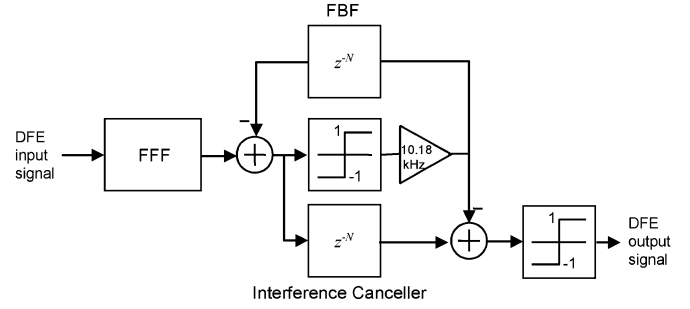 FBF
z⁻ᴺ
DFE
input
signal
FFF
−
+
1
-1
10.18
kHz
z⁻ᴺ
−
+
1
-1
DFE
output
signal
Interference Canceller